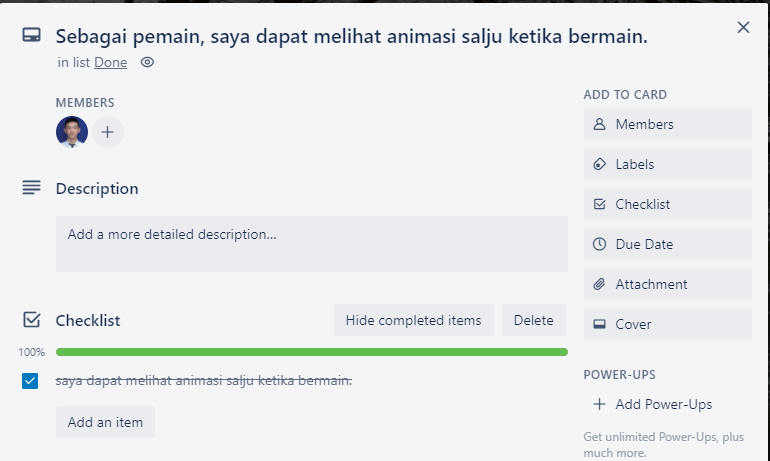 Sebagai pemain, saya dapat melihat animasi salju ketika bermain.
in list Done
MEMBERS
Description
Add a more detailed description...
Checklist
Hide completed items
Delete
100%
saya dapat melihat animasi salju ketika bermain.
Add an item
ADD TO CARD
Members
Labels
Checklist
Due Date
Attachment
Cover
POWER-UPS
Add Power-Ups
Get unlimited Power-Ups, plus
much more.